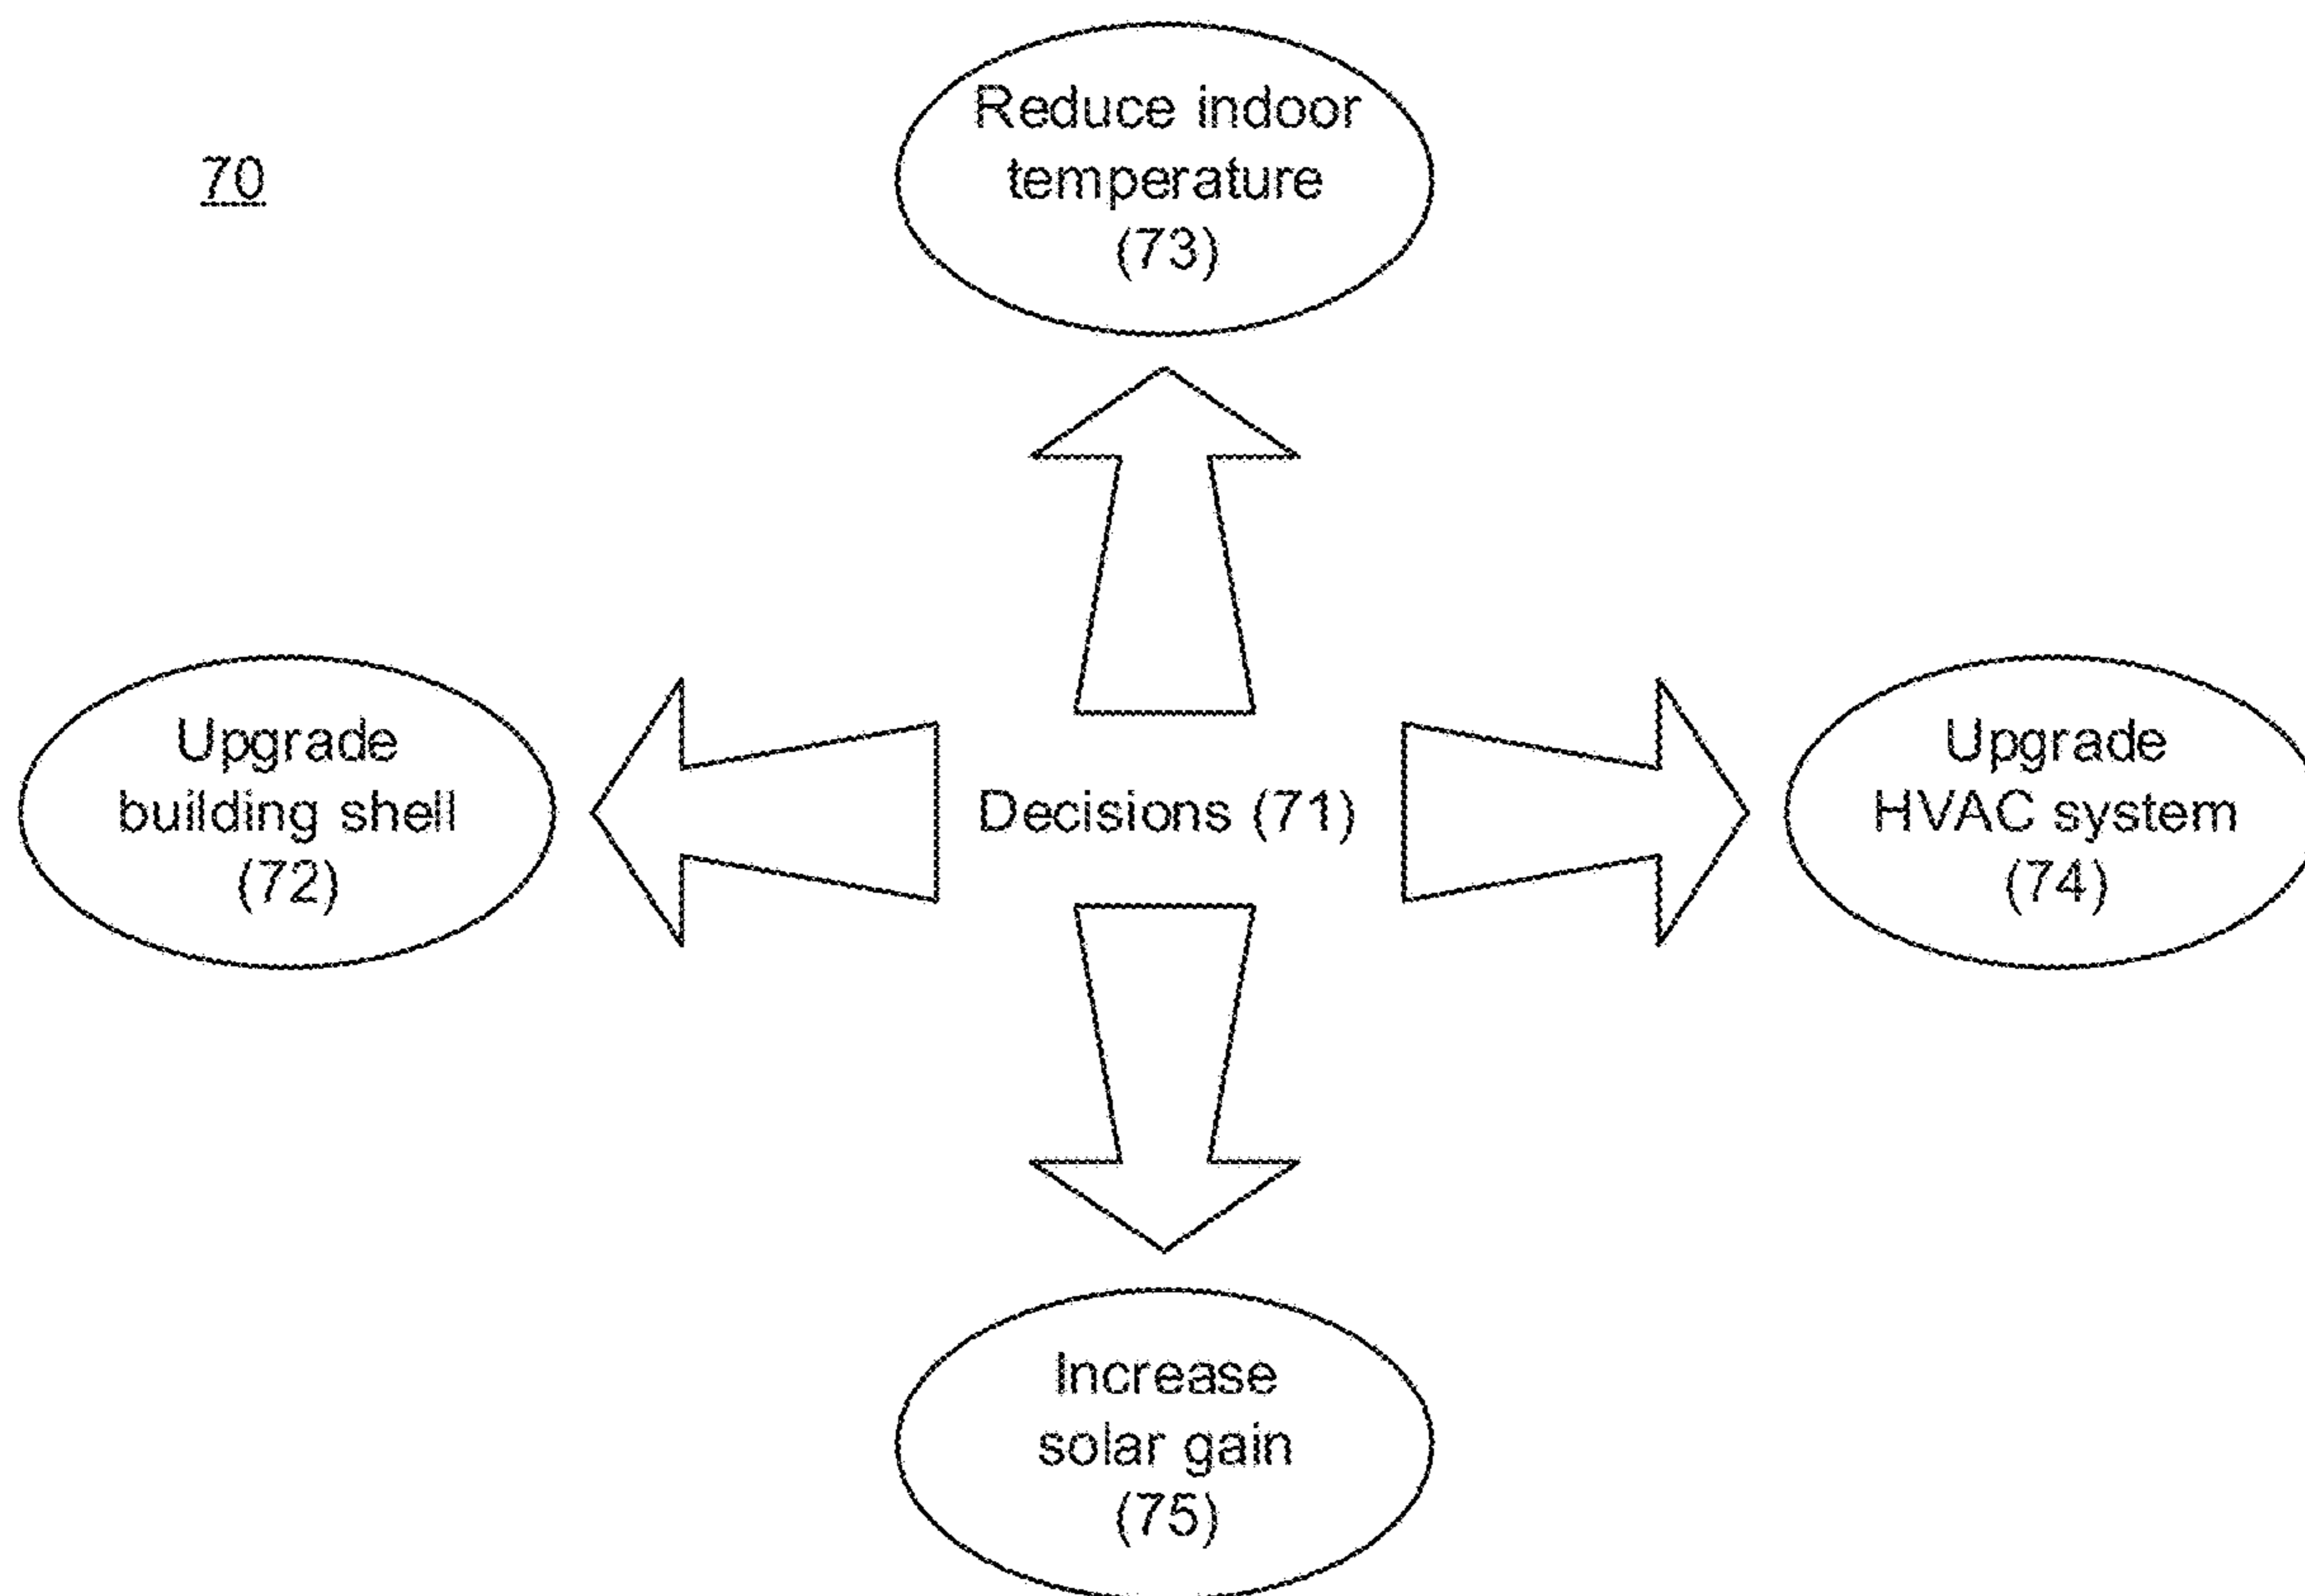 70
Reduce indoor
temperature
(73)
Upgrade
building shell
(72)
Decisions (71)
Upgrade
HVAC system
(74)
Increase
solar gain
(75)